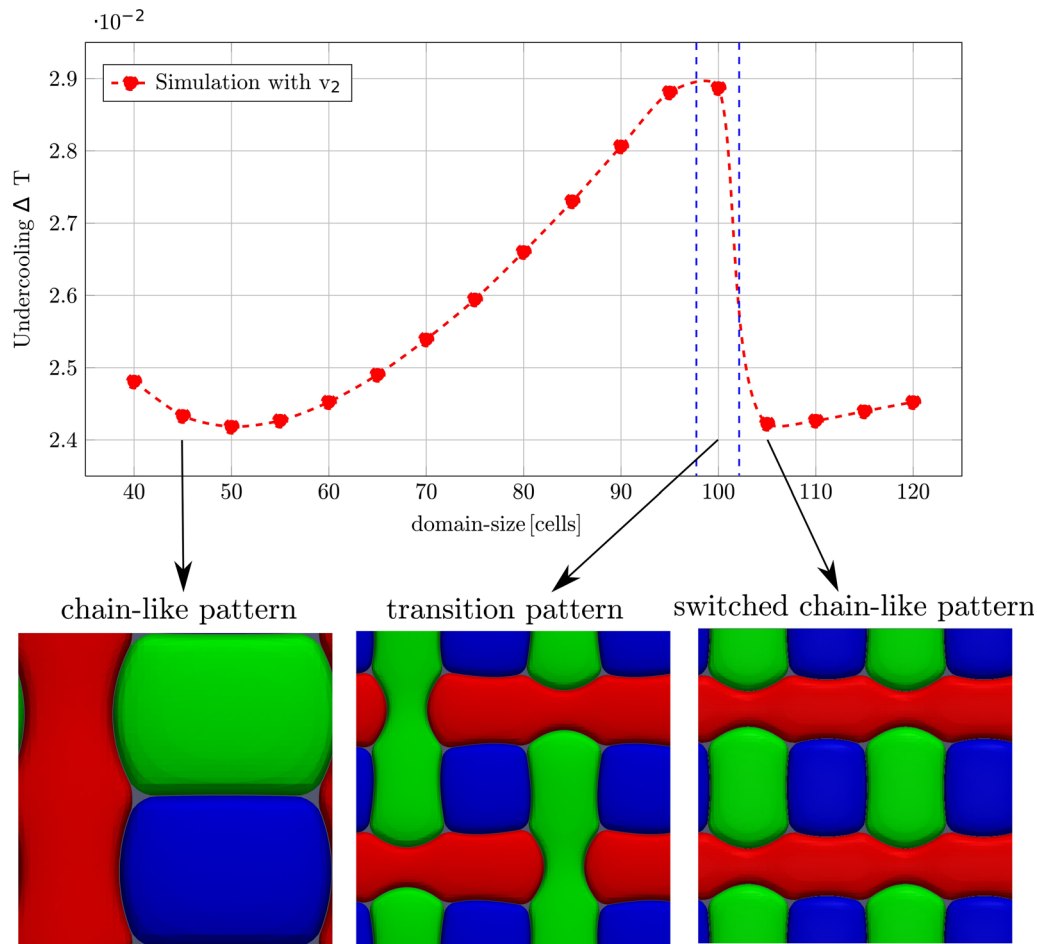 ·10⁻²
2.9
2.8
2.7
2.6
2.5
2.4
Undercooling Δ T
Simulation with v₂
40 50 60 70 80 90 100 110 120
domain-size [cells]
chain-like pattern
transition pattern
switched chain-like pattern